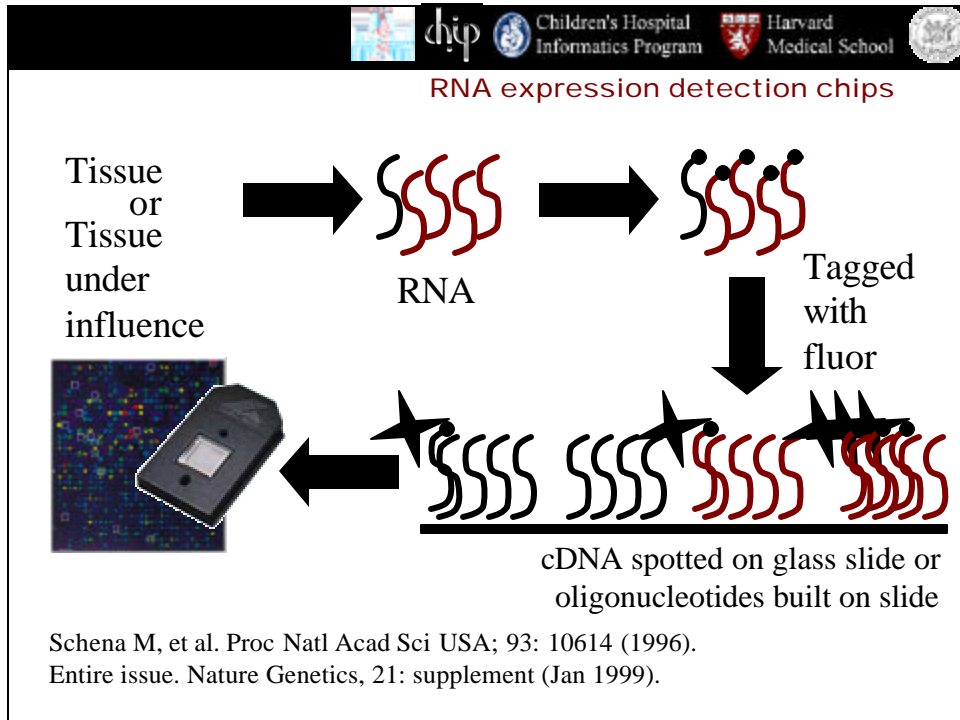 chip
Children's Hospital
Informatics Program
Harvard
Medical School
RNA expression detection chips
Tissue
or
Tissue
under
influence
RNA
Tagged
with
fluor
cDNA spotted on glass slide or
oligonucleotides built on slide
Schena M, et al. Proc Natl Acad Sci USA; 93: 10614 (1996).
Entire issue. Nature Genetics, 21: supplement (Jan 1999).